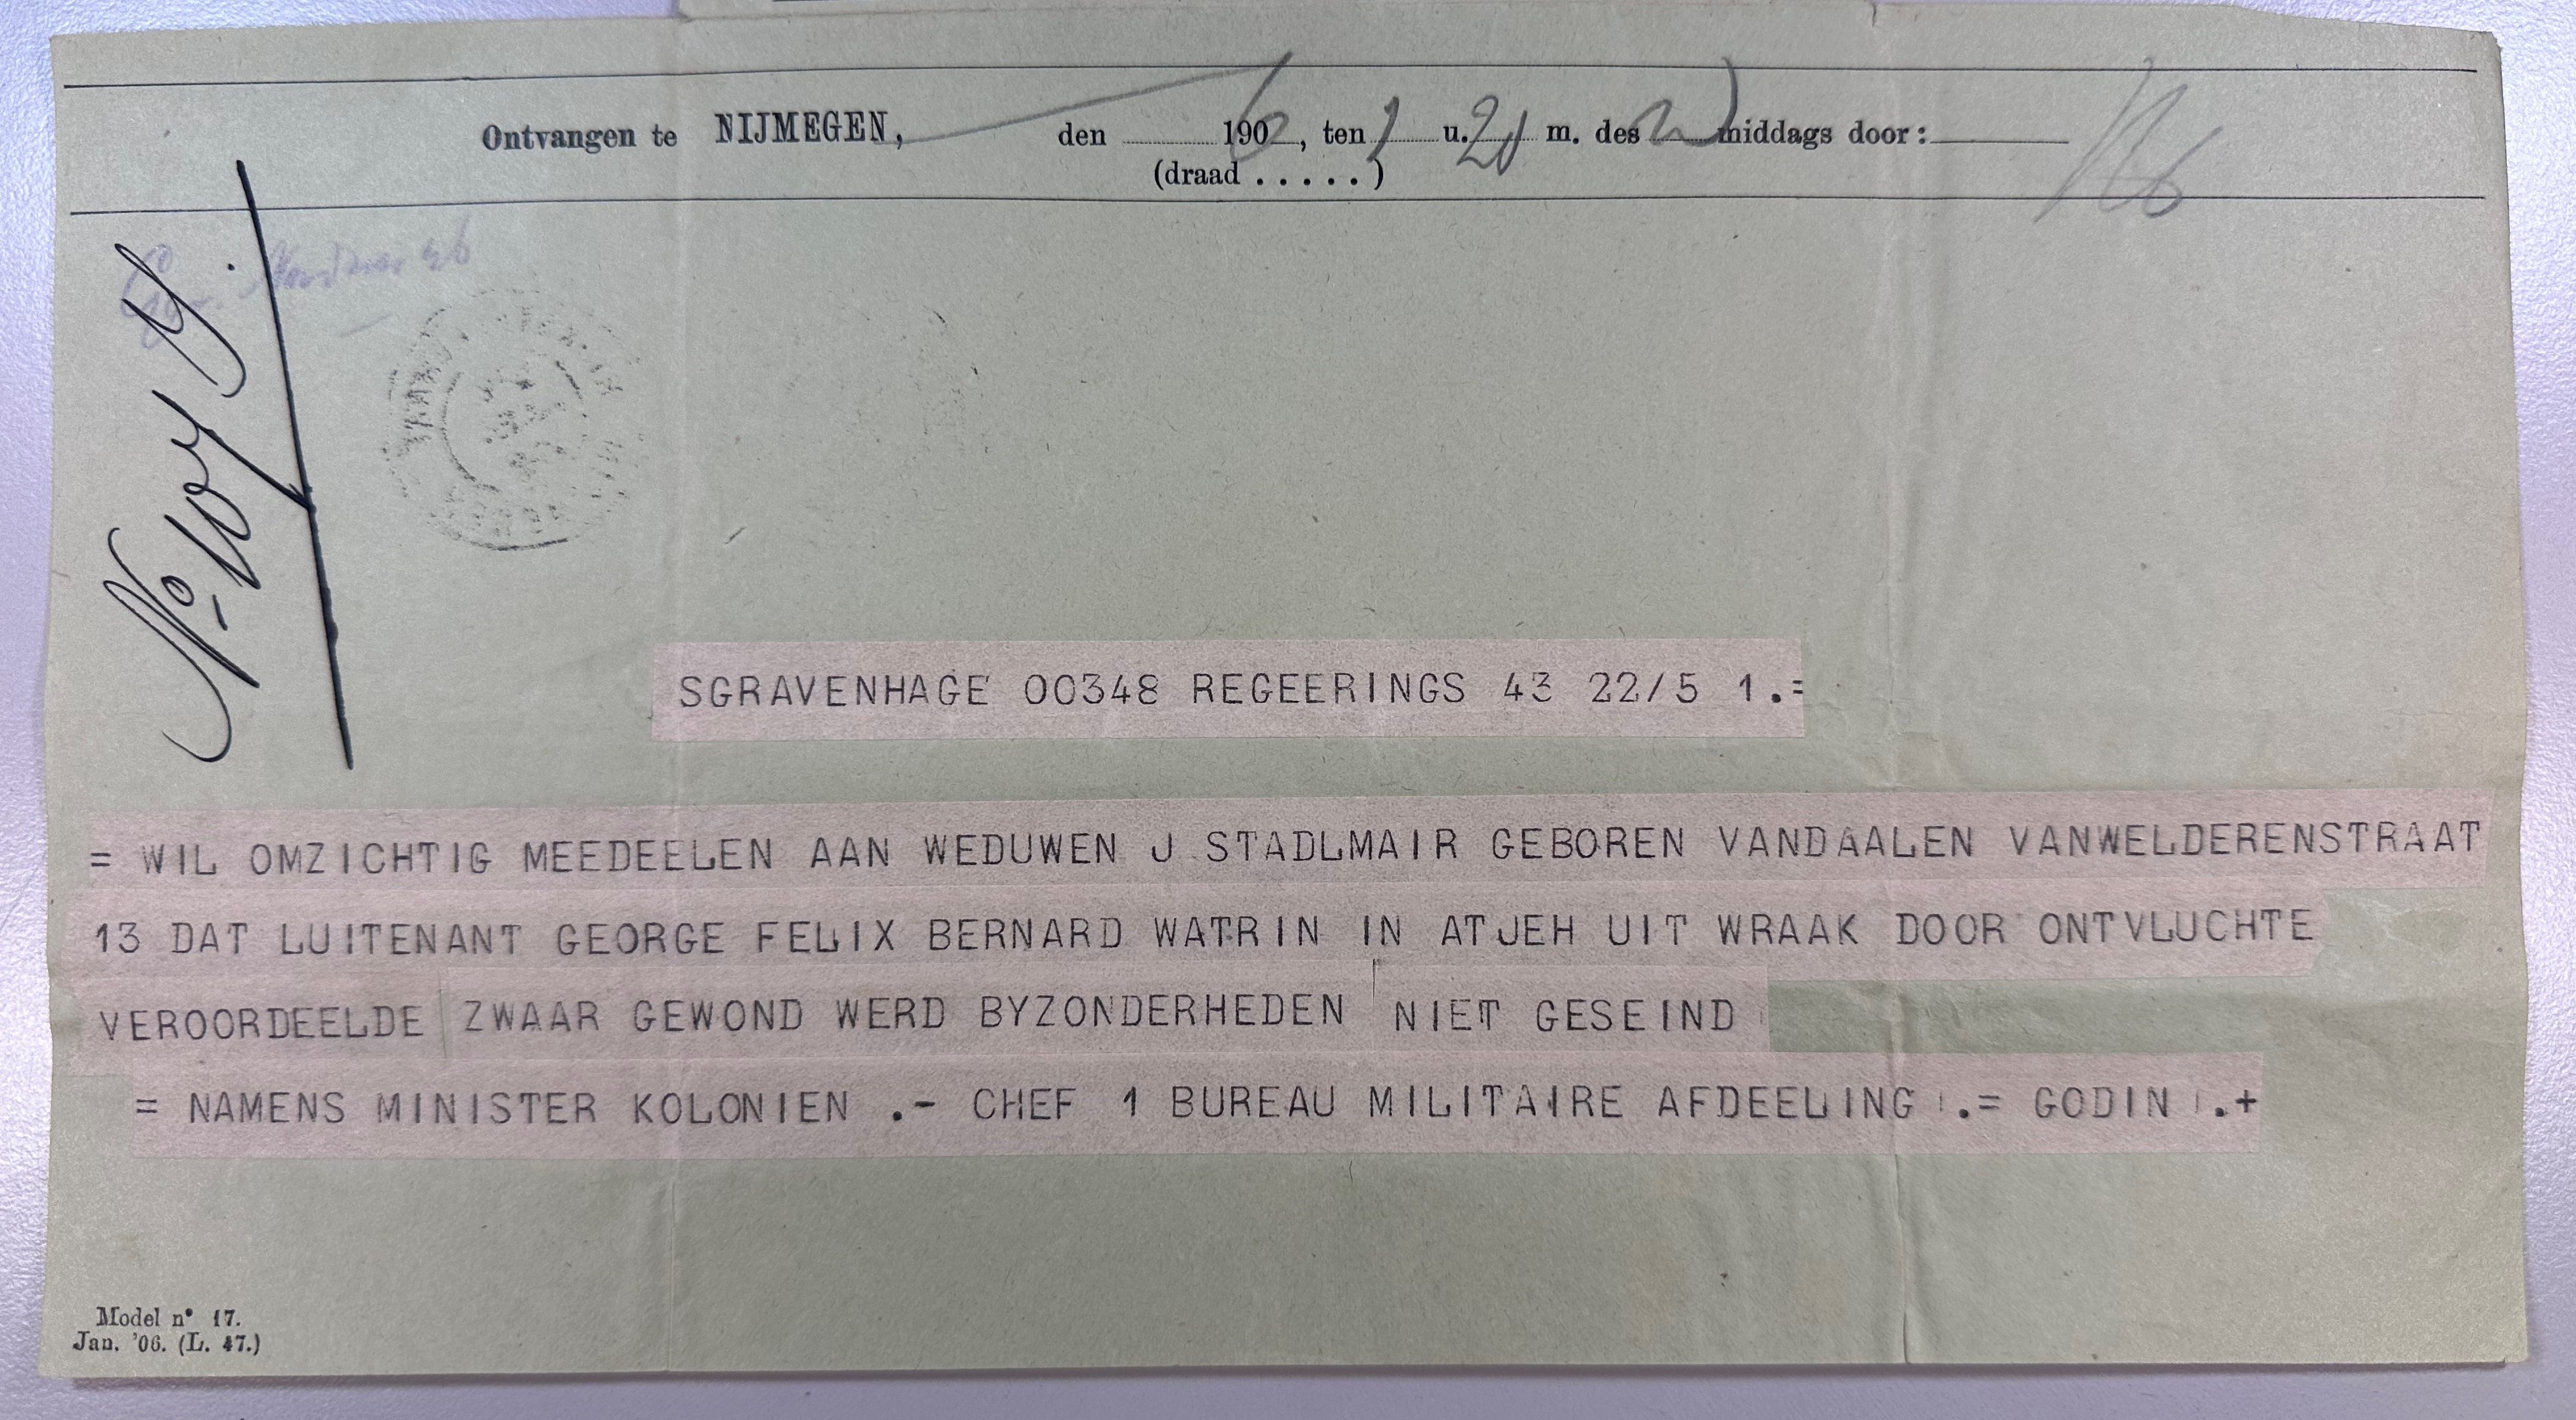 Ontvangen te NIJMEGEN, den 1906, ten 1 u. 20 m. des middags door:
(draad . . . . . )
SGRAVENHAGE 00348 REGEERINGS 43 22/5 1.=
= WIL OMZICHTIG MEEDEELEN AAN WEDUWEN J STADLMAIR GEBOREN VANDAALEN VANWELDERENSTRAAT
13 DAT LUITENANT GEORGE FELIX BERNARD WATRIN IN ATJEH UIT WRAAK DOOR ONTVLUCHTE
VEROORDEELDE ZWAAR GEWOND WERD BYZONDERHEDEN NIET GESEIND
= NAMENS MINISTER KOLONIEN .- CHEF 1 BUREAU MILITAIRE AFDEELING .= GODIN .+
Model n° 17.
Jan. '06. (L. 47.)